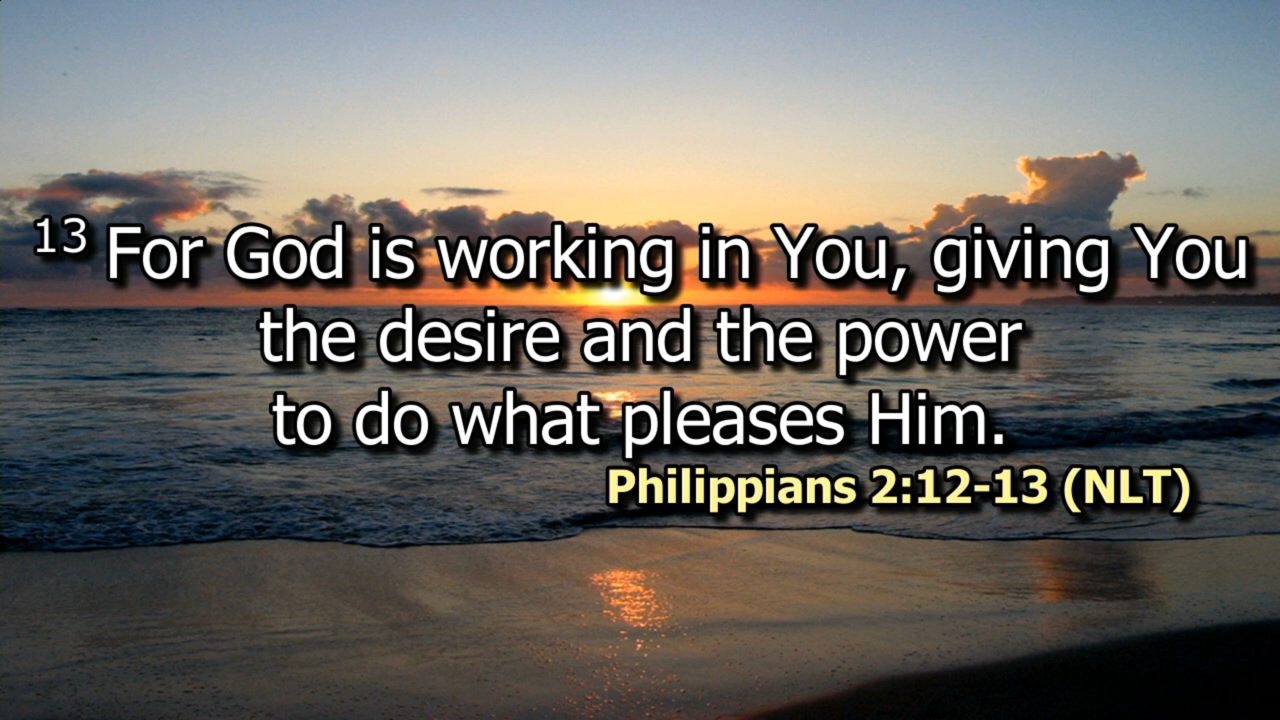 13 For God is working in You, giving You
the desire and the power
to do what pleases Him.
Philippians 2:12-13 (NLT)